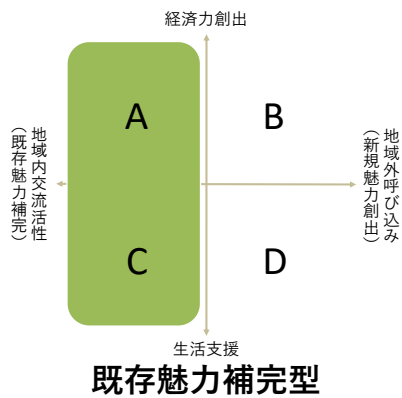 経済力創出
A
B
地域内交流活性
（既存魅力補完）
地域外呼び込み
（新規魅力創出）
C
D
生活支援
既存魅力補完型